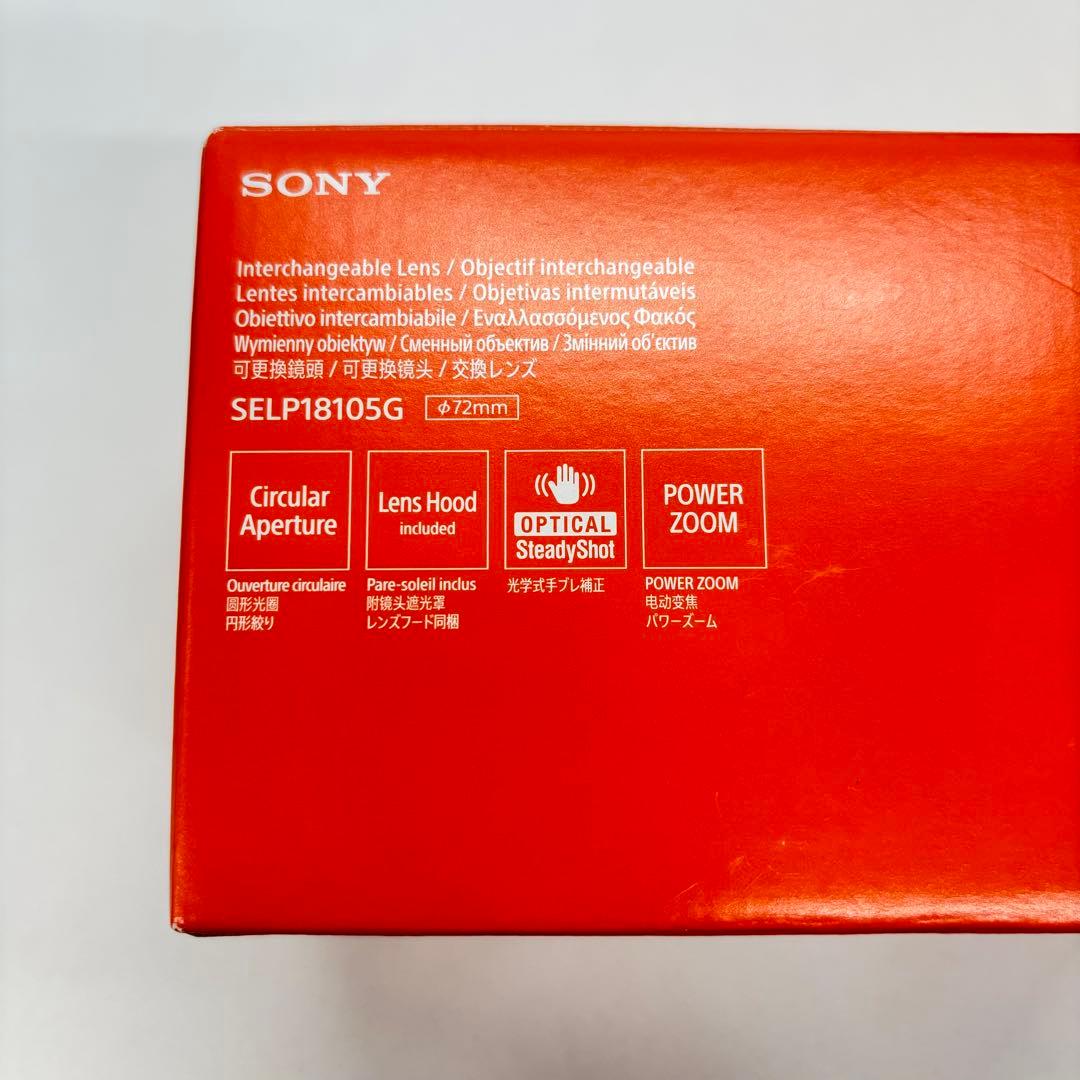 SONY
Interchangeable Lens / Objectif interchangeable
Lentes intercambiables / Objetivas intermutáveis
Obiettivo intercambiabile / Εναλλασσόμενος Φακός
Wymienny obiektyw / Сменный объектив / Змінний об'єктив
可更換鏡頭 / 可更换镜头 / 交換レンズ
SELP18105G ϕ72mm
Circular
Aperture
Ouverture circulaire
圆形光圈
円形絞り
Lens Hood
included
Pare-soleil inclus
附镜头遮光罩
レンズフード同梱
OPTICAL
SteadyShot
光学式手ブレ補正
POWER
ZOOM
POWER ZOOM
电动变焦
パワーズーム